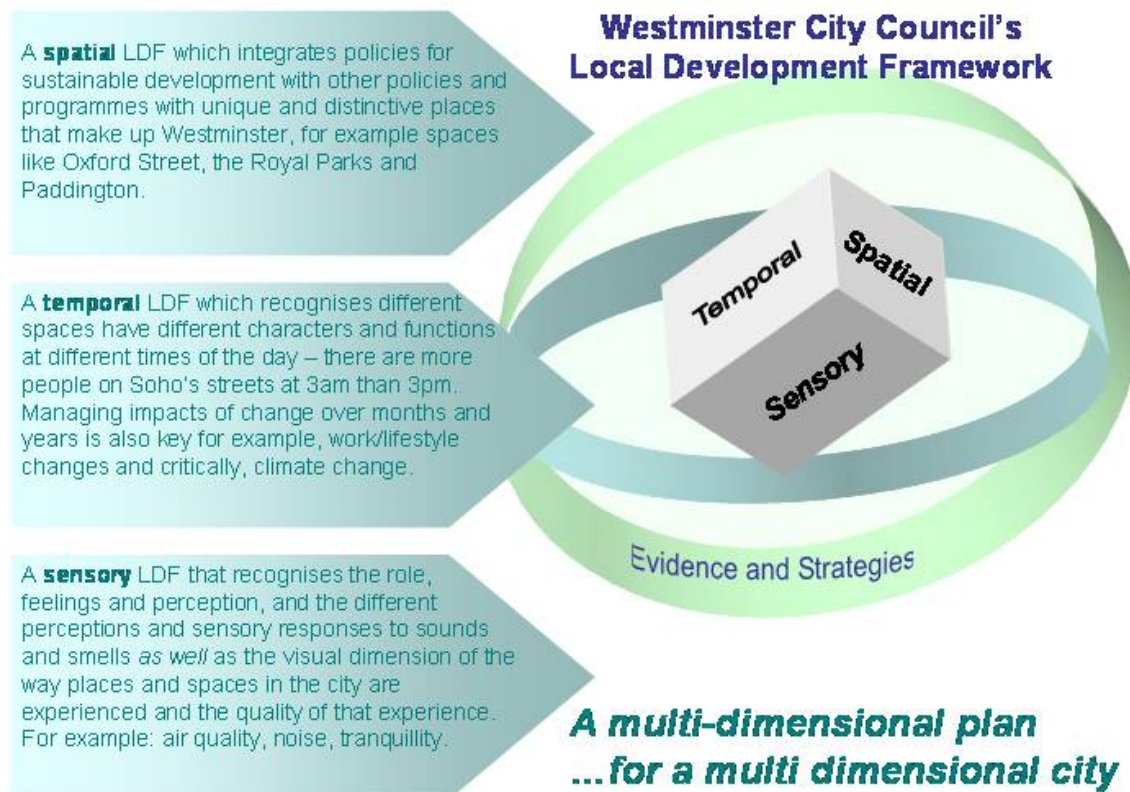 A spatial LDF which integrates policies for
sustainable development with other policies and
programmes with unique and distinctive places
that make up Westminster, for example spaces
like Oxford Street, the Royal Parks and
Paddington.
A temporal LDF which recognises different
spaces have different characters and functions
at different times of the day – there are more
people on Soho's streets at 3am than 3pm.
Managing impacts of change over months and
years is also key for example, work/lifestyle
changes and critically, climate change.
A sensory LDF that recognises the role,
feelings and perception, and the different
perceptions and sensory responses to sounds
and smells as well as the visual dimension of the
way places and spaces in the city are
experienced and the quality of that experience.
For example: air quality, noise, tranquillity.
Westminster City Council's
Local Development Framework
Temporal
Spatial
Sensory
Evidence and Strategies
A multi-dimensional plan
...for a multi dimensional city